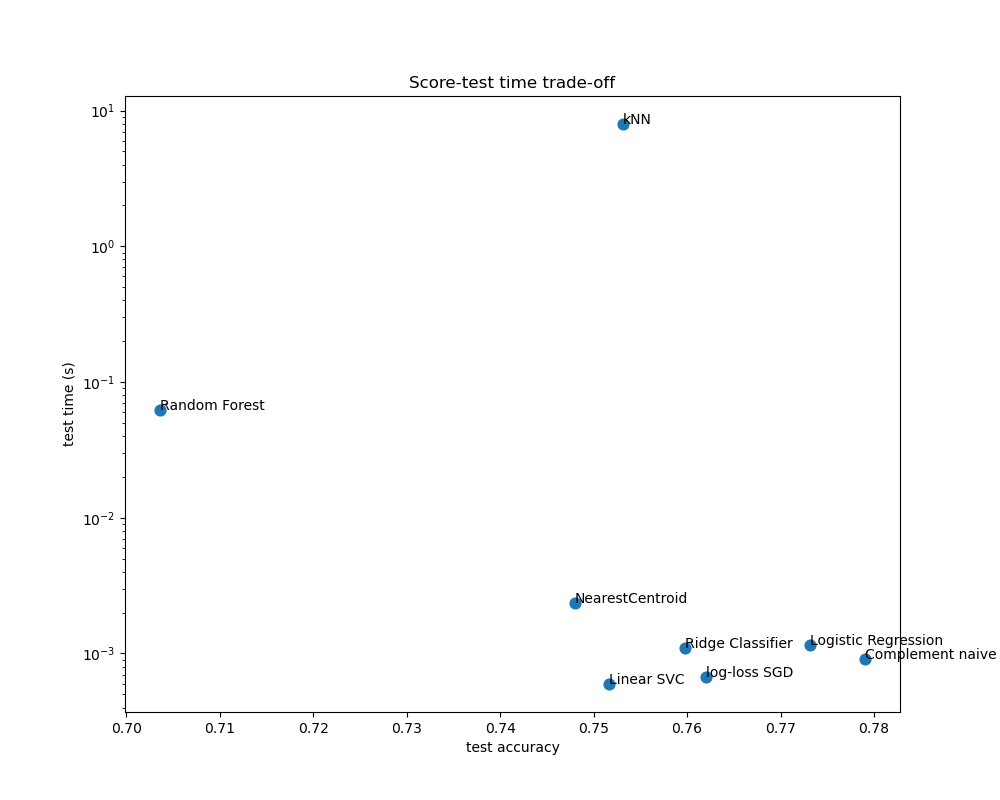 Score-test time trade-off
10¹
10⁰
10⁻¹
10⁻²
10⁻³
test time (s)
kNN
Random Forest
NearestCentroid
Logistic Regression
Ridge Classifier
Complement naive
log-loss SGD
Linear SVC
0.70 0.71 0.72 0.73 0.74 0.75 0.76 0.77 0.78
test accuracy